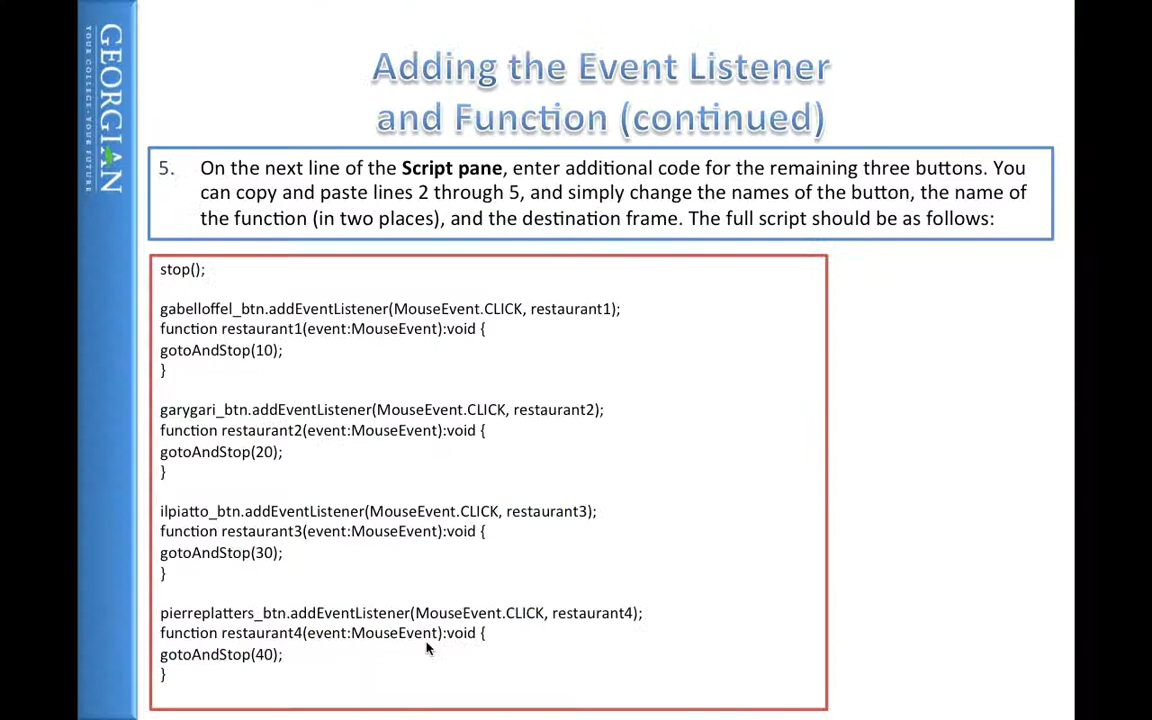 GEORGIAN
YOUR COLLEGE · YOUR FUTURE
Adding the Event Listener
and Function (continued)
5. On the next line of the Script pane, enter additional code for the remaining three buttons. You
can copy and paste lines 2 through 5, and simply change the names of the button, the name of
the function (in two places), and the destination frame. The full script should be as follows:
stop();
gabelloffel_btn.addEventListener(MouseEvent.CLICK, restaurant1);
function restaurant1(event:MouseEvent):void {
gotoAndStop(10);
}
garygari_btn.addEventListener(MouseEvent.CLICK, restaurant2);
function restaurant2(event:MouseEvent):void {
gotoAndStop(20);
}
ilpiatto_btn.addEventListener(MouseEvent.CLICK, restaurant3);
function restaurant3(event:MouseEvent):void {
gotoAndStop(30);
}
pierreplatters_btn.addEventListener(MouseEvent.CLICK, restaurant4);
function restaurant4(event:MouseEvent):void {
gotoAndStop(40);
}